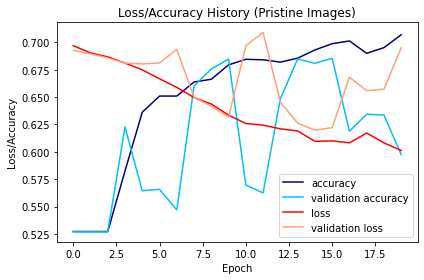 Loss/Accuracy History (Pristine Images)
Loss/Accuracy
0.700
0.675
0.650
0.625
0.600
0.575
0.550
0.525
0.0 2.5 5.0 7.5 10.0 12.5 15.0 17.5
Epoch
accuracy
validation accuracy
loss
validation loss